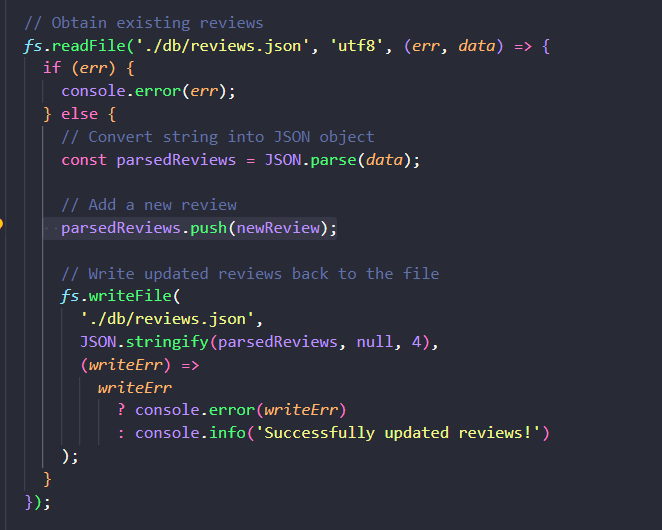 // Obtain existing reviews
fs.readFile('./db/reviews.json', 'utf8', (err, data) => {
  if (err) {
    console.error(err);
  } else {
    // Convert string into JSON object
    const parsedReviews = JSON.parse(data);

    // Add a new review
    parsedReviews.push(newReview);

    // Write updated reviews back to the file
    fs.writeFile(
      './db/reviews.json',
      JSON.stringify(parsedReviews, null, 4),
      (writeErr) =>
        writeErr
          ? console.error(writeErr)
          : console.info('Successfully updated reviews!')
    );
  }
});